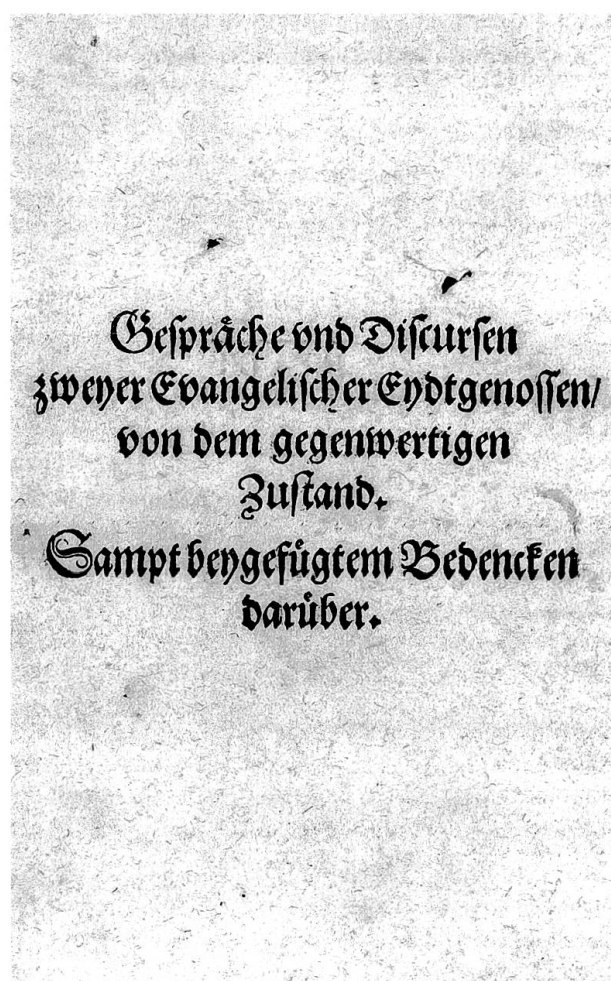 Geſpräche vnd Diſcurſen
zweyer Evangeliſcher Eydtgenoſſen/
von dem gegenwertigen
Zuſtand.
Sampt beygefügtem Bedencken
darüber.